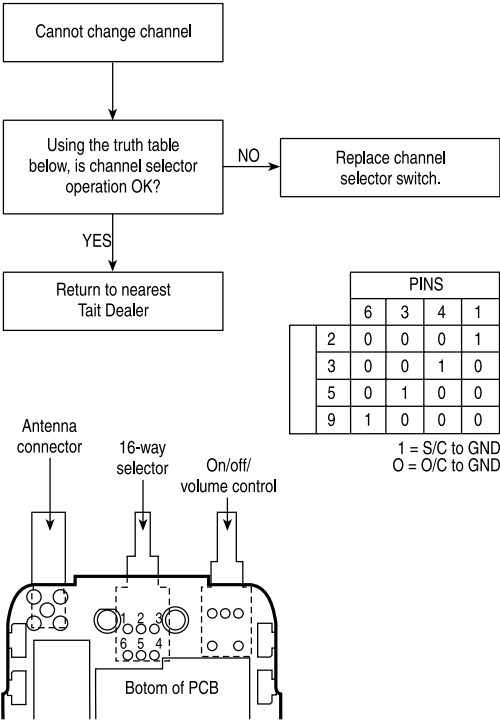 Cannot change channel
Using the truth table
below, is channel selector
operation OK?
NO
Replace channel
selector switch.
YES
Return to nearest
Tait Dealer
PINS
6 3 4 1
2 0 0 0 1
3 0 0 1 0
5 0 1 0 0
9 1 0 0 0
1 = S/C to GND
O = O/C to GND
Antenna
connector
16-way
selector
On/off/
volume control
1 2 3
6 5 4
Botom of PCB